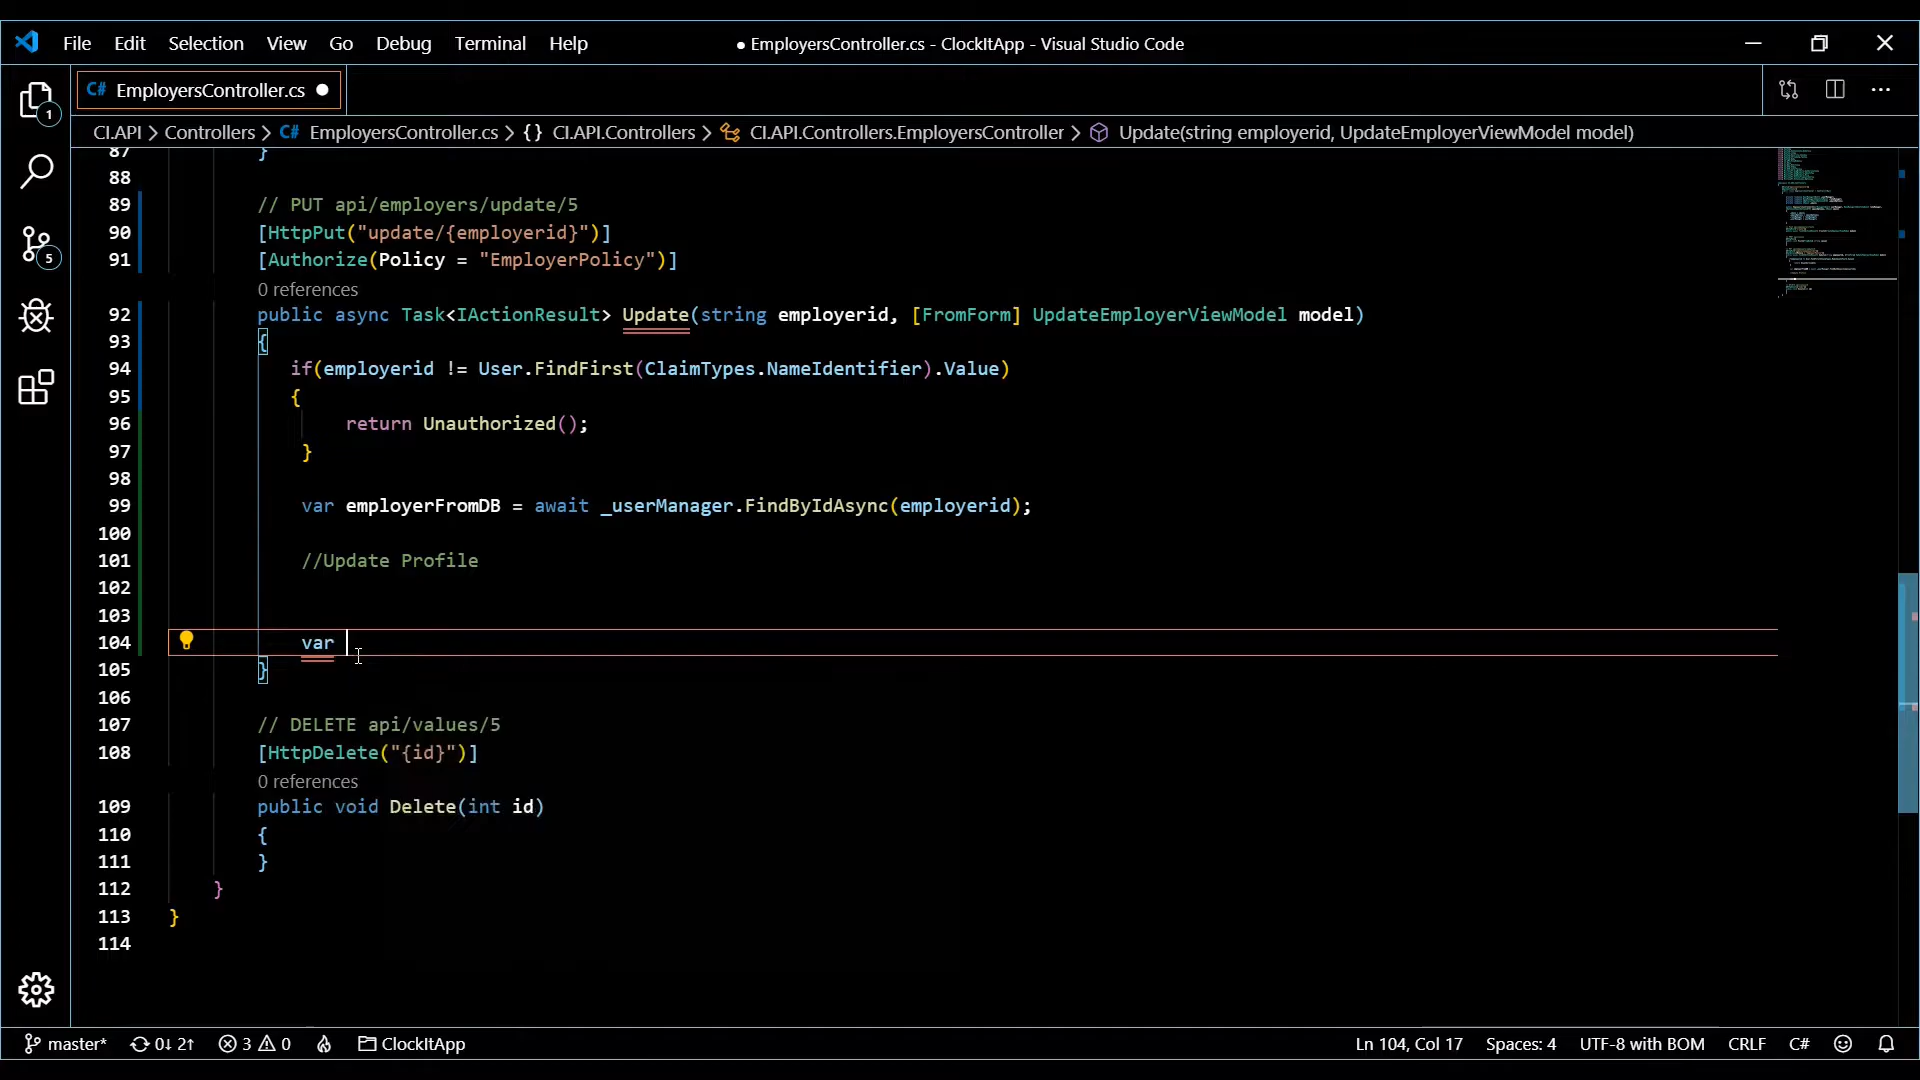 File Edit Selection View Go Debug Terminal Help
● EmployersController.cs - ClockItApp - Visual Studio Code
C# EmployersController.cs ●
CI.API > Controllers > C# EmployersController.cs > {} CI.API.Controllers > CI.API.Controllers.EmployersController > Update(string employerid, UpdateEmployerViewModel model)
1
5
87 }
88
89 // PUT api/employers/update/5
90 [HttpPut("update/{employerid}")]
91 [Authorize(Policy = "EmployerPolicy")]
0 references
92 public async Task<IActionResult> Update(string employerid, [FromForm] UpdateEmployerViewModel model)
93 {
94 if(employerid != User.FindFirst(ClaimTypes.NameIdentifier).Value)
95 {
96 return Unauthorized();
97 }
98
99 var employerFromDB = await _userManager.FindByIdAsync(employerid);
100
101 //Update Profile
102
103
104 var
105 }
106
107 // DELETE api/values/5
108 [HttpDelete("{id}")]
0 references
109 public void Delete(int id)
110 {
111 }
112 }
113 }
114
master* 0↓ 2↑ 3 0 ClockItApp Ln 104, Col 17 Spaces: 4 UTF-8 with BOM CRLF C#